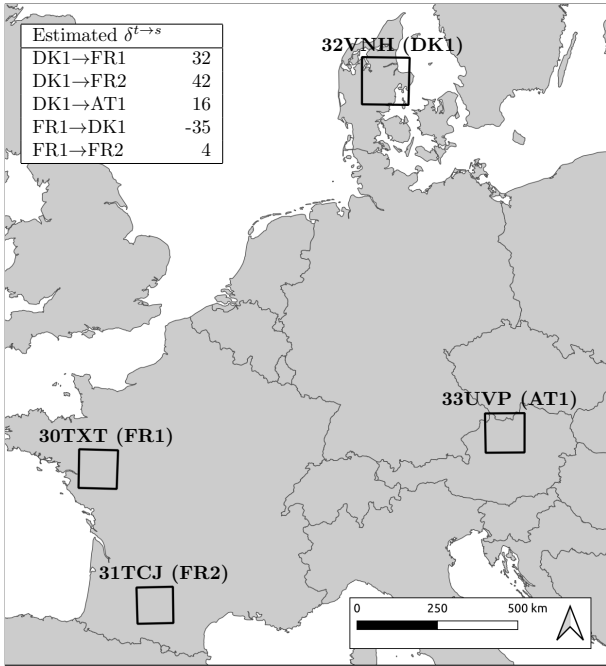 Estimated δ^{t→s}
DK1→FR1 32
DK1→FR2 42
DK1→AT1 16
FR1→DK1 -35
FR1→FR2 4
32VNH (DK1)
33UVP (AT1)
30TXT (FR1)
31TCJ (FR2)
0 250 500 km